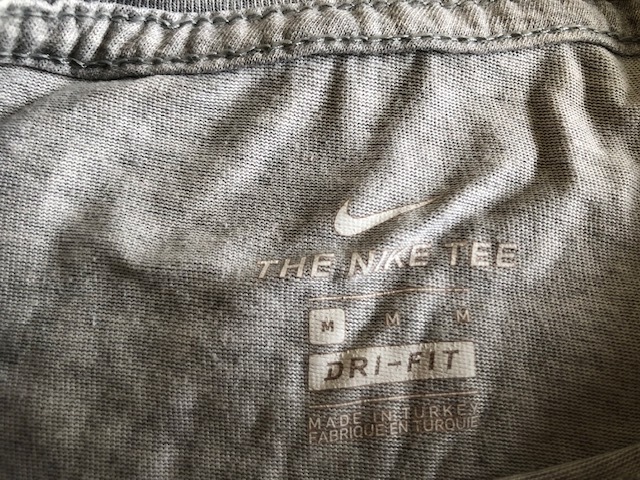 THE NIKE TEE
M M M
DRI-FIT
MADE IN TURKEY
FABRIQUE EN TURQUIE